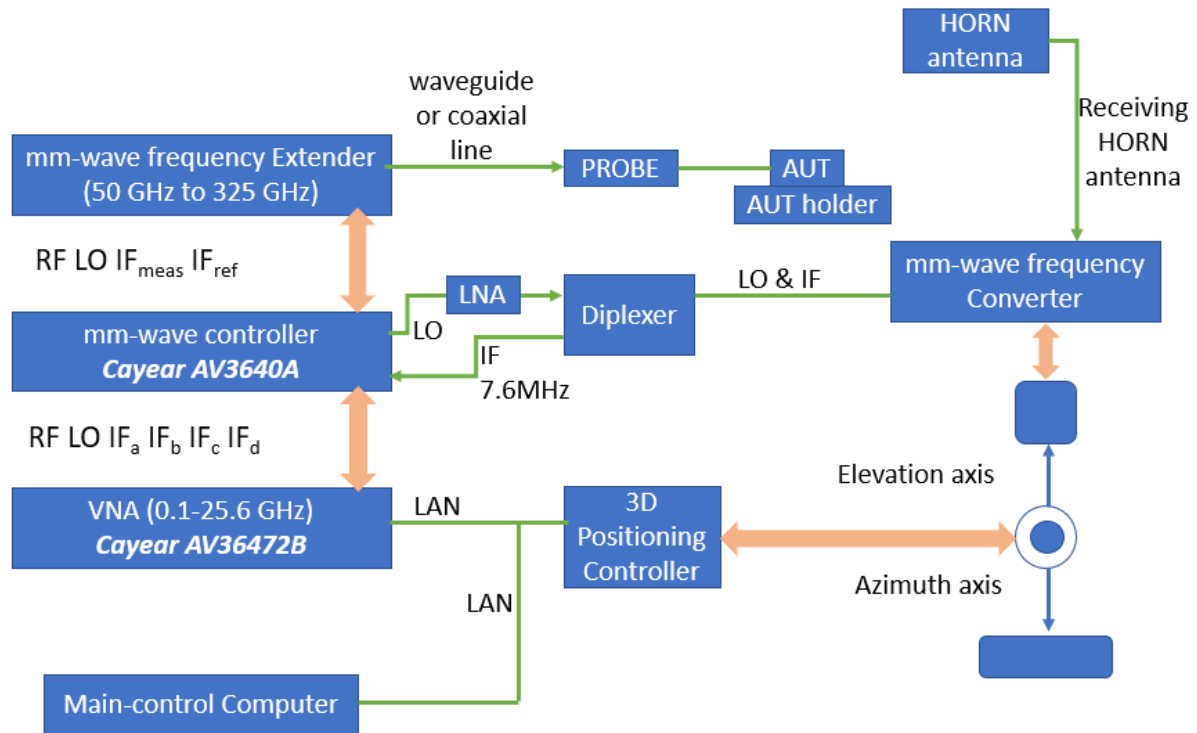 HORN
antenna
waveguide
or coaxial
line
Receiving
HORN
antenna
mm-wave frequency Extender
(50 GHz to 325 GHz)
PROBE
AUT
AUT holder
RF LO IFmeas IFref
mm-wave frequency
Converter
LO & IF
LNA
Diplexer
LO
mm-wave controller
Cayear AV3640A
IF
7.6MHz
RF LO IFa IFb IFc IFd
Elevation axis
VNA (0.1-25.6 GHz)
Cayear AV36472B
LAN
3D
Positioning
Controller
Azimuth axis
LAN
Main-control Computer